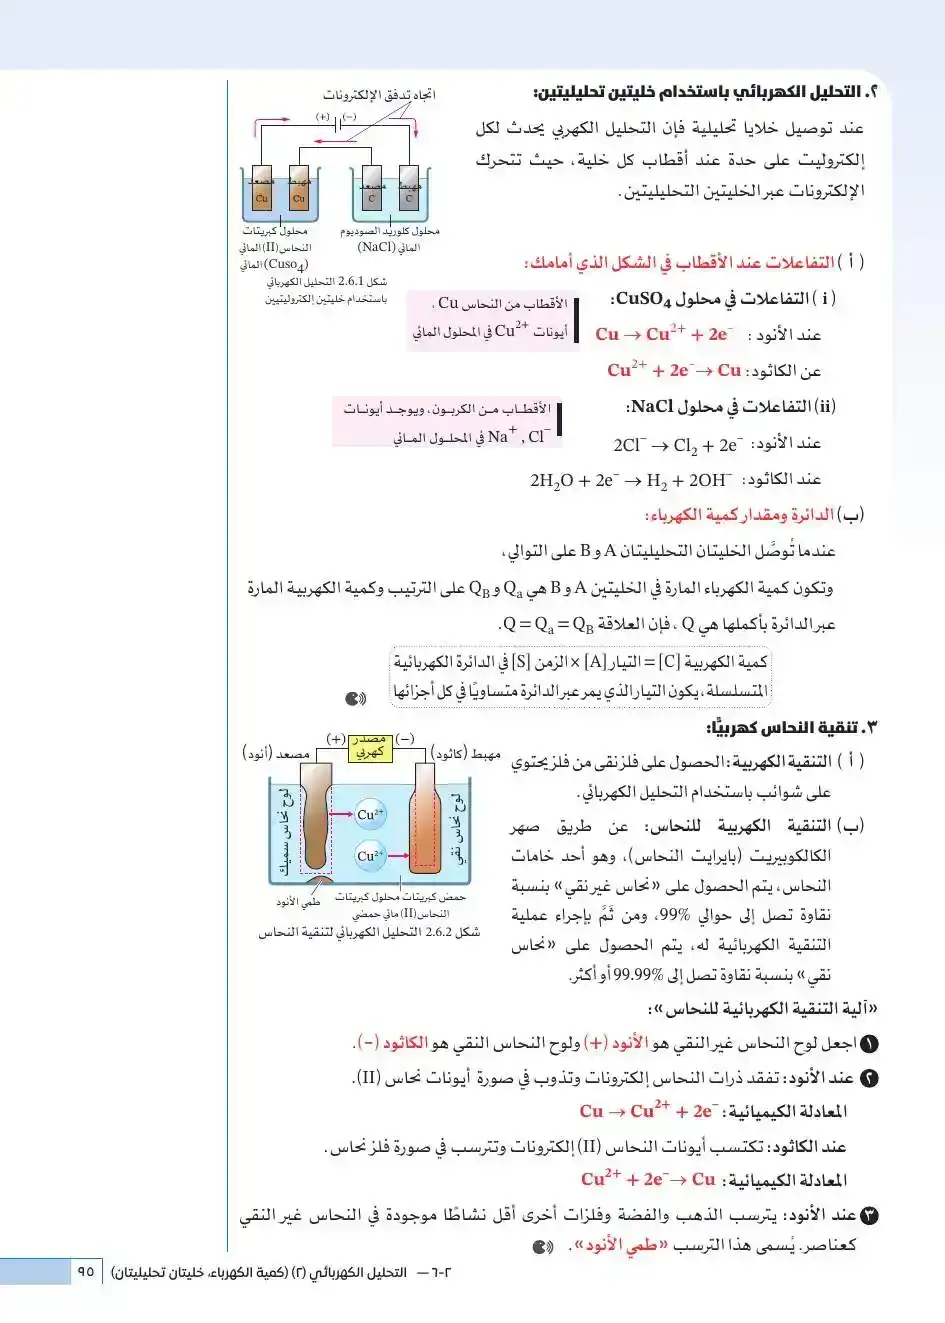 ٢. التحليل الكهربائي باستخدام خليتين تحليليتين:
عند توصيل خلايا تحليلية فإن التحليل الكهربي يحدث لكل
إلكتروليت على حدة عند أقطاب كل خلية، حيث تتحرك
الإلكترونات عبر الخليتين التحليليتين.
اتجاه تدفق الإلكترونات
(+) (−)
مصعد مهبط مصعد مهبط
Cu Cu C C
محلول كلوريد الصوديوم
المائي (NaCl)
محلول كبريتات
النحاس (II) المائي
(Cuso4) المائي
شكل 2.6.1 التحليل الكهربائي
باستخدام خليتين إلكتروليتيين
( أ ) التفاعلات عند الأقطاب في الشكل الذي أمامك:
( i ) التفاعلات في محلول CuSO4:
الأقطاب من النحاس Cu ،
أيونات Cu2+ في المحلول المائي
عند الأنود : Cu → Cu2+ + 2e−
عن الكاثود: Cu2+ + 2e−→ Cu
(ii) التفاعلات في محلول NaCl:
الأقطاب من الكربون، ويوجد أيونات
Na+ , Cl− في المحلول المائي
عند الأنود: 2Cl− → Cl2 + 2e−
عند الكاثود: 2H2O + 2e− → H2 + 2OH−
(ب) الدائرة ومقدار كمية الكهرباء:
عندما تُوصَّل الخليتان التحليليتان A و B على التوالي،
وتكون كمية الكهرباء المارة في الخليتين A و B هي Qa و QB على الترتيب وكمية الكهربية المارة
عبر الدائرة بأكملها هي Q ، فإن العلاقة Q = Qa = QB.
كمية الكهربية [C] = التيار [A] × الزمن [S] في الدائرة الكهربائية
المتسلسلة، يكون التيار الذي يمر عبر الدائرة متساويًا في كل أجزائها
٣. تنقية النحاس كهربيًّا:
( أ ) التنقية الكهربية: الحصول على فلز نقى من فلز يحتوي
على شوائب باستخدام التحليل الكهربائي.
(ب) التنقية الكهربية للنحاس: عن طريق صهر
الكالكوبيريت (بايرايت النحاس)، وهو أحد خامات
النحاس، يتم الحصول على «نحاس غير نقي» بنسبة
نقاوة تصل إلى حوالي 99%، ومن ثَمَّ بإجراء عملية
التنقية الكهربائية له، يتم الحصول على «نحاس
نقي» بنسبة نقاوة تصل إلى 99.99% أو أكثر.
(+) مصدر كهربي (−)
مصعد (أنود) مهبط (كاثود)
لوح نحاس سميك
لوح نحاس نقي
Cu2+
Cu2+
طمي الأنود
حمض كبريتات محلول كبريتات
النحاس (II) مائي حمضي
شكل 2.6.2 التحليل الكهربائي لتنقية النحاس
«آلية التنقية الكهربائية للنحاس»:
١ اجعل لوح النحاس غير النقي هو الأنود (+) ولوح النحاس النقي هو الكاثود (−).
٢ عند الأنود: تفقد ذرات النحاس إلكترونات وتذوب في صورة أيونات نحاس (II).
المعادلة الكيميائية: Cu → Cu2+ + 2e−
عند الكاثود: تكتسب أيونات النحاس (II) إلكترونات وتترسب في صورة فلز نحاس.
المعادلة الكيميائية: Cu2+ + 2e−→ Cu
٣ عند الأنود: يترسب الذهب والفضة وفلزات أخرى أقل نشاطًا موجودة في النحاس غير النقي
كعناصر. يُسمى هذا الترسب «طمي الأنود».
٢-٦ — التحليل الكهربائي (٢) (كمية الكهرباء، خليتان تحليليتان) ٩٥